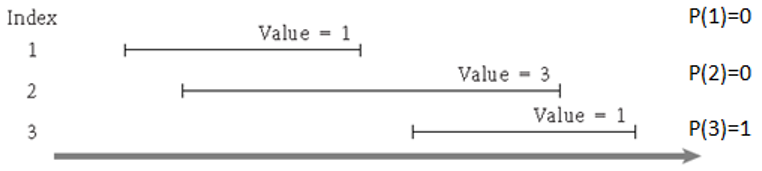 Index
P(1)=0
Value = 1
1
Value = 3
P(2)=0
2
Value = 1
3
P(3)=1